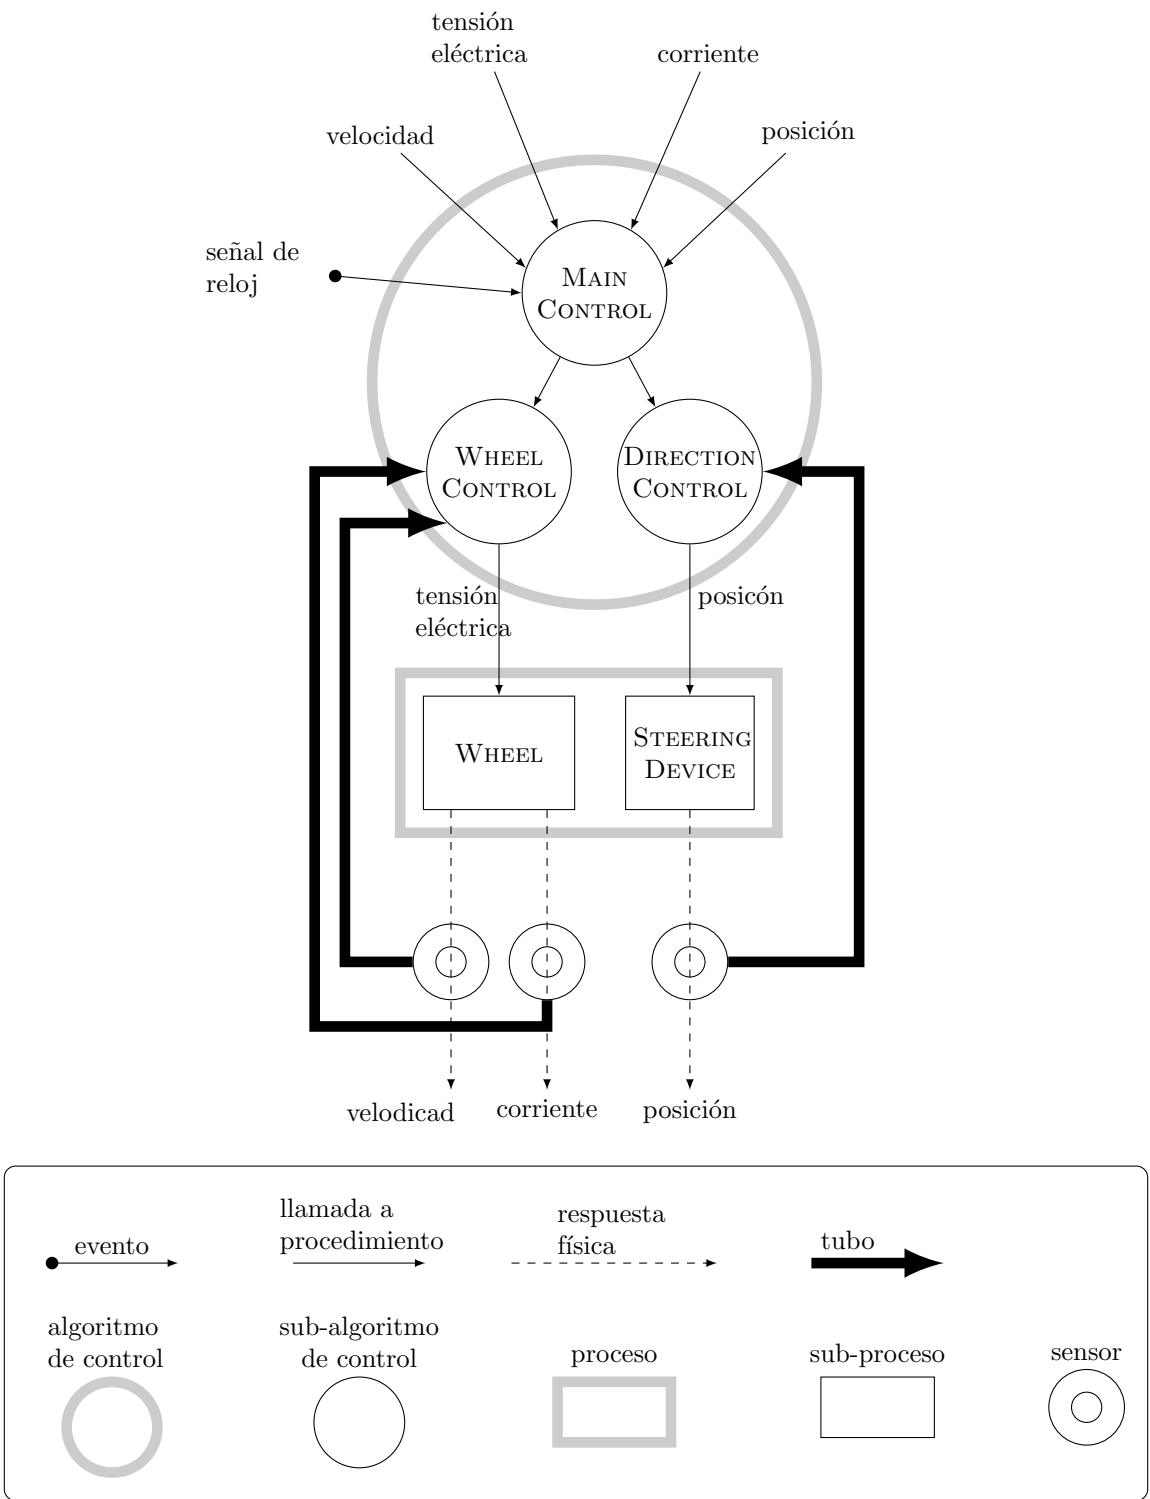 tensión
eléctrica
corriente
velocidad
posición
señal de
reloj
MAIN
CONTROL
WHEEL
CONTROL
DIRECTION
CONTROL
tensión
eléctrica
posicón
WHEEL
STEERING
DEVICE
velodicad
corriente
posición
evento
llamada a
procedimiento
respuesta
física
tubo
algoritmo
de control
sub-algoritmo
de control
proceso
sub-proceso
sensor